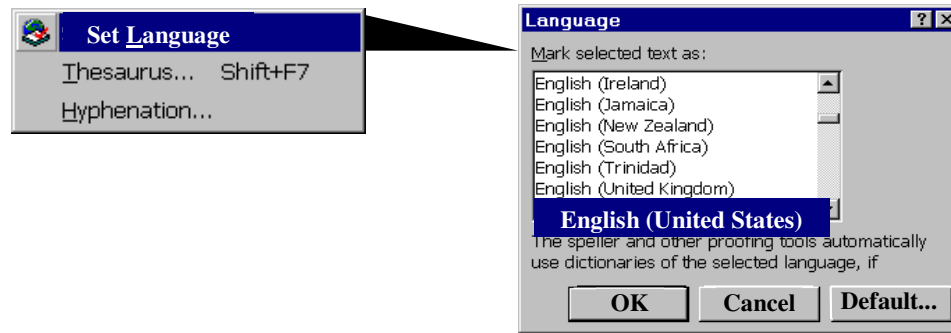 Set Language
Thesaurus... Shift+F7
Hyphenation...
Language
Mark selected text as:
English (Ireland)
English (Jamaica)
English (New Zealand)
English (South Africa)
English (Trinidad)
English (United Kingdom)
English (United States)
The speller and other proofing tools automatically
use dictionaries of the selected language, if
OK Cancel Default...